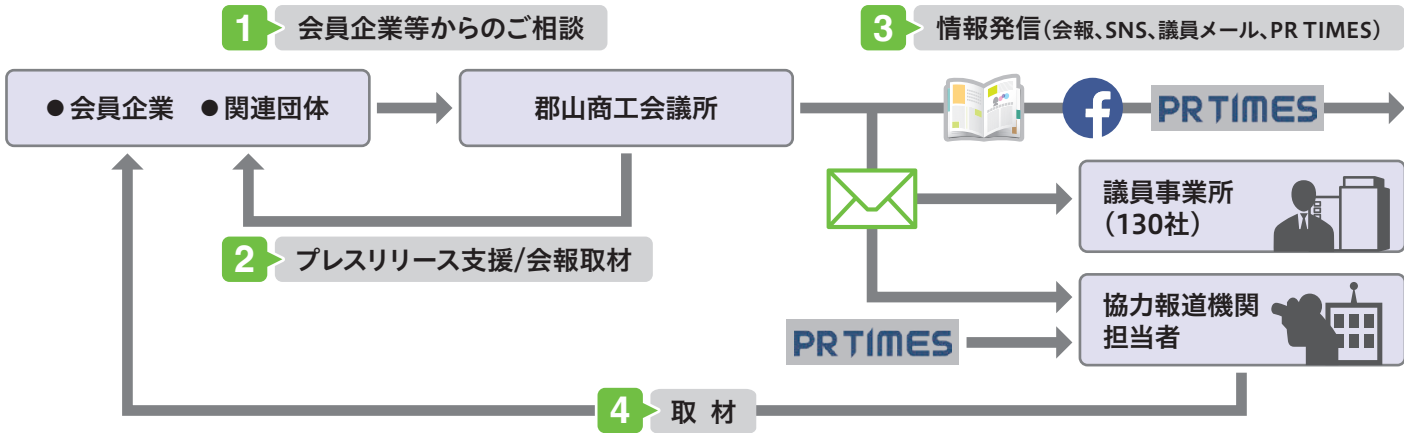 1 会員企業等からのご相談
3 情報発信(会報、SNS、議員メール、PR TIMES)
●会員企業 ●関連団体
郡山商工会議所
PR TIMES
議員事業所
(130社)
2 プレスリリース支援/会報取材
協力報道機関
担当者
PR TIMES
4 取材